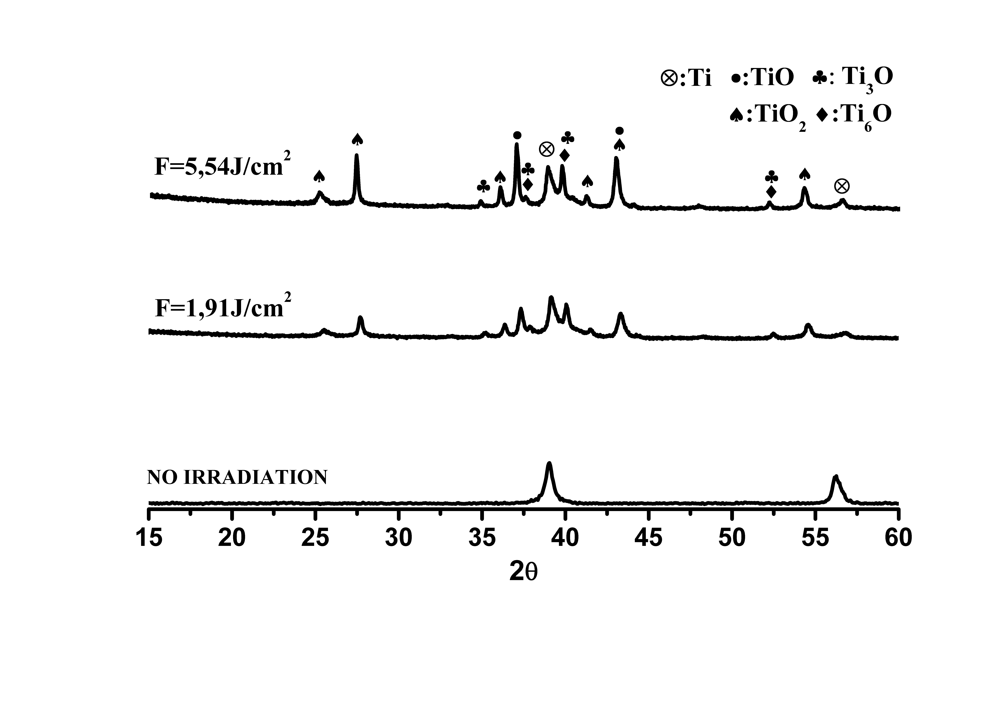 ⊗:Ti ●:TiO ♣: Ti₃O
♠:TiO₂ ♦:Ti₆O
F=5,54J/cm²
F=1,91J/cm²
NO IRRADIATION
15 20 25 30 35 40 45 50 55 60
2θ